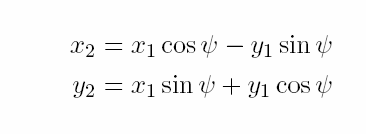 x₂ = x₁ cos ψ − y₁ sin ψ
y₂ = x₁ sin ψ + y₁ cos ψ